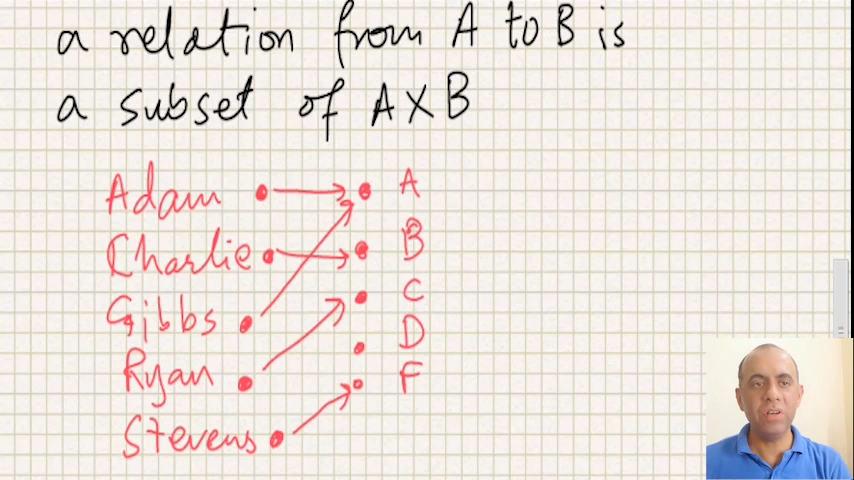 a relation from A to B is
a subset of A X B
Adam A
Charlie B
Gibbs C
Ryan D
Stevens F